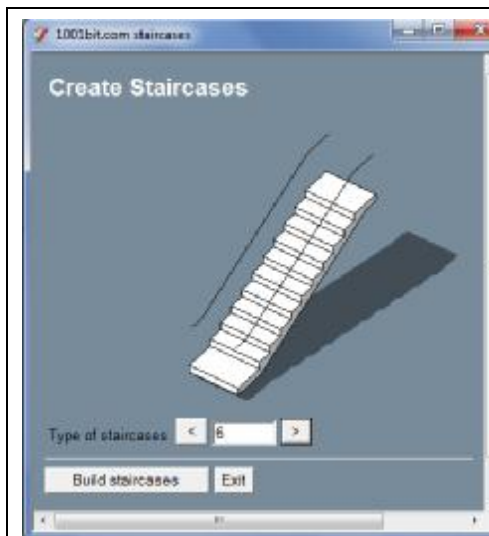 1001bit.com staircases
Create Staircases
Type of staircases < 6 >
Build staircases Exit